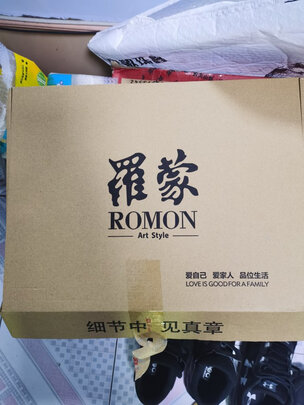 羅蒙
ROMON
Art Style
爱自己 爱家人 品位生活
LOVE IS GOOD FOR A FAMILY
细节中 见真章